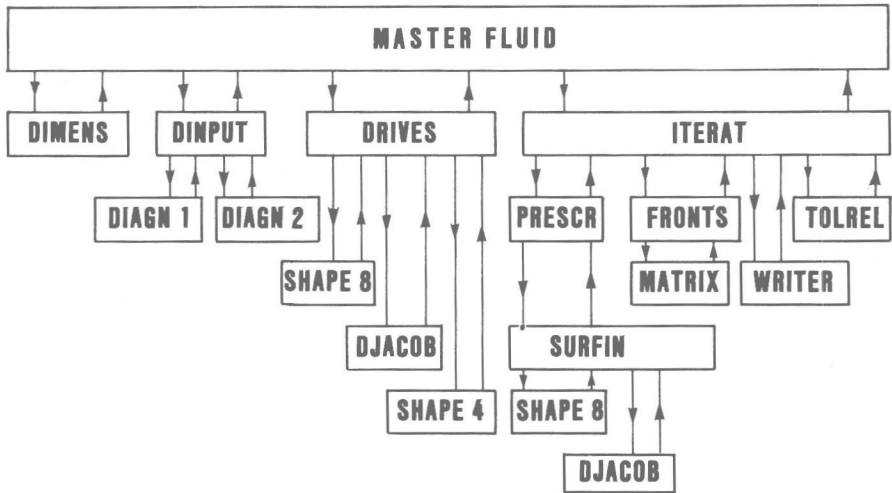 MASTER FLUID
DIMENS
DINPUT
DRIVES
ITERAT
DIAGN 1
DIAGN 2
PRESCR
FRONTS
TOLREL
SHAPE 8
MATRIX
WRITER
DJACOB
SURFIN
SHAPE 4
SHAPE 8
DJACOB